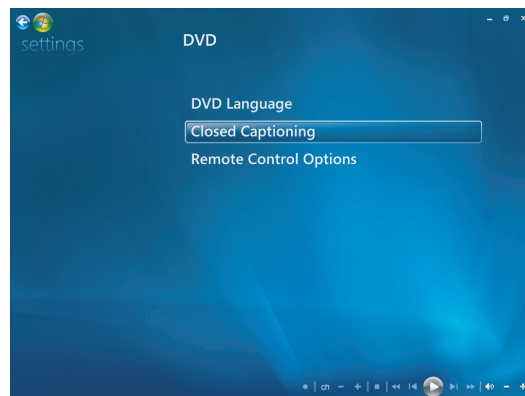 settings
DVD
DVD Language
Closed Captioning
Remote Control Options
ch